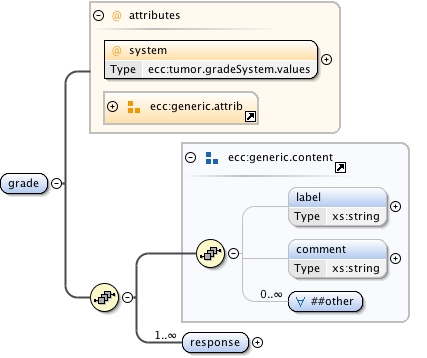 attributes
@ system
Type ecc:tumor.gradeSystem.values
ecc:generic.attrib
grade
ecc:generic.content
label
Type xs:string
comment
Type xs:string
0..∞
∀ ##other
1..∞
response